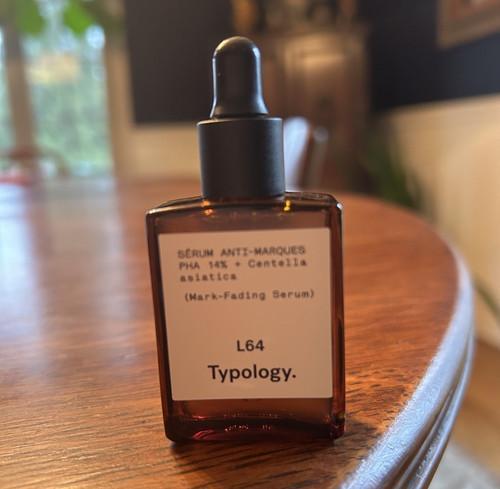 SÉRUM ANTI-MARQUES
PHA 14% + Centella
asiatica
(Mark-Fading Serum)
L64
Typology.